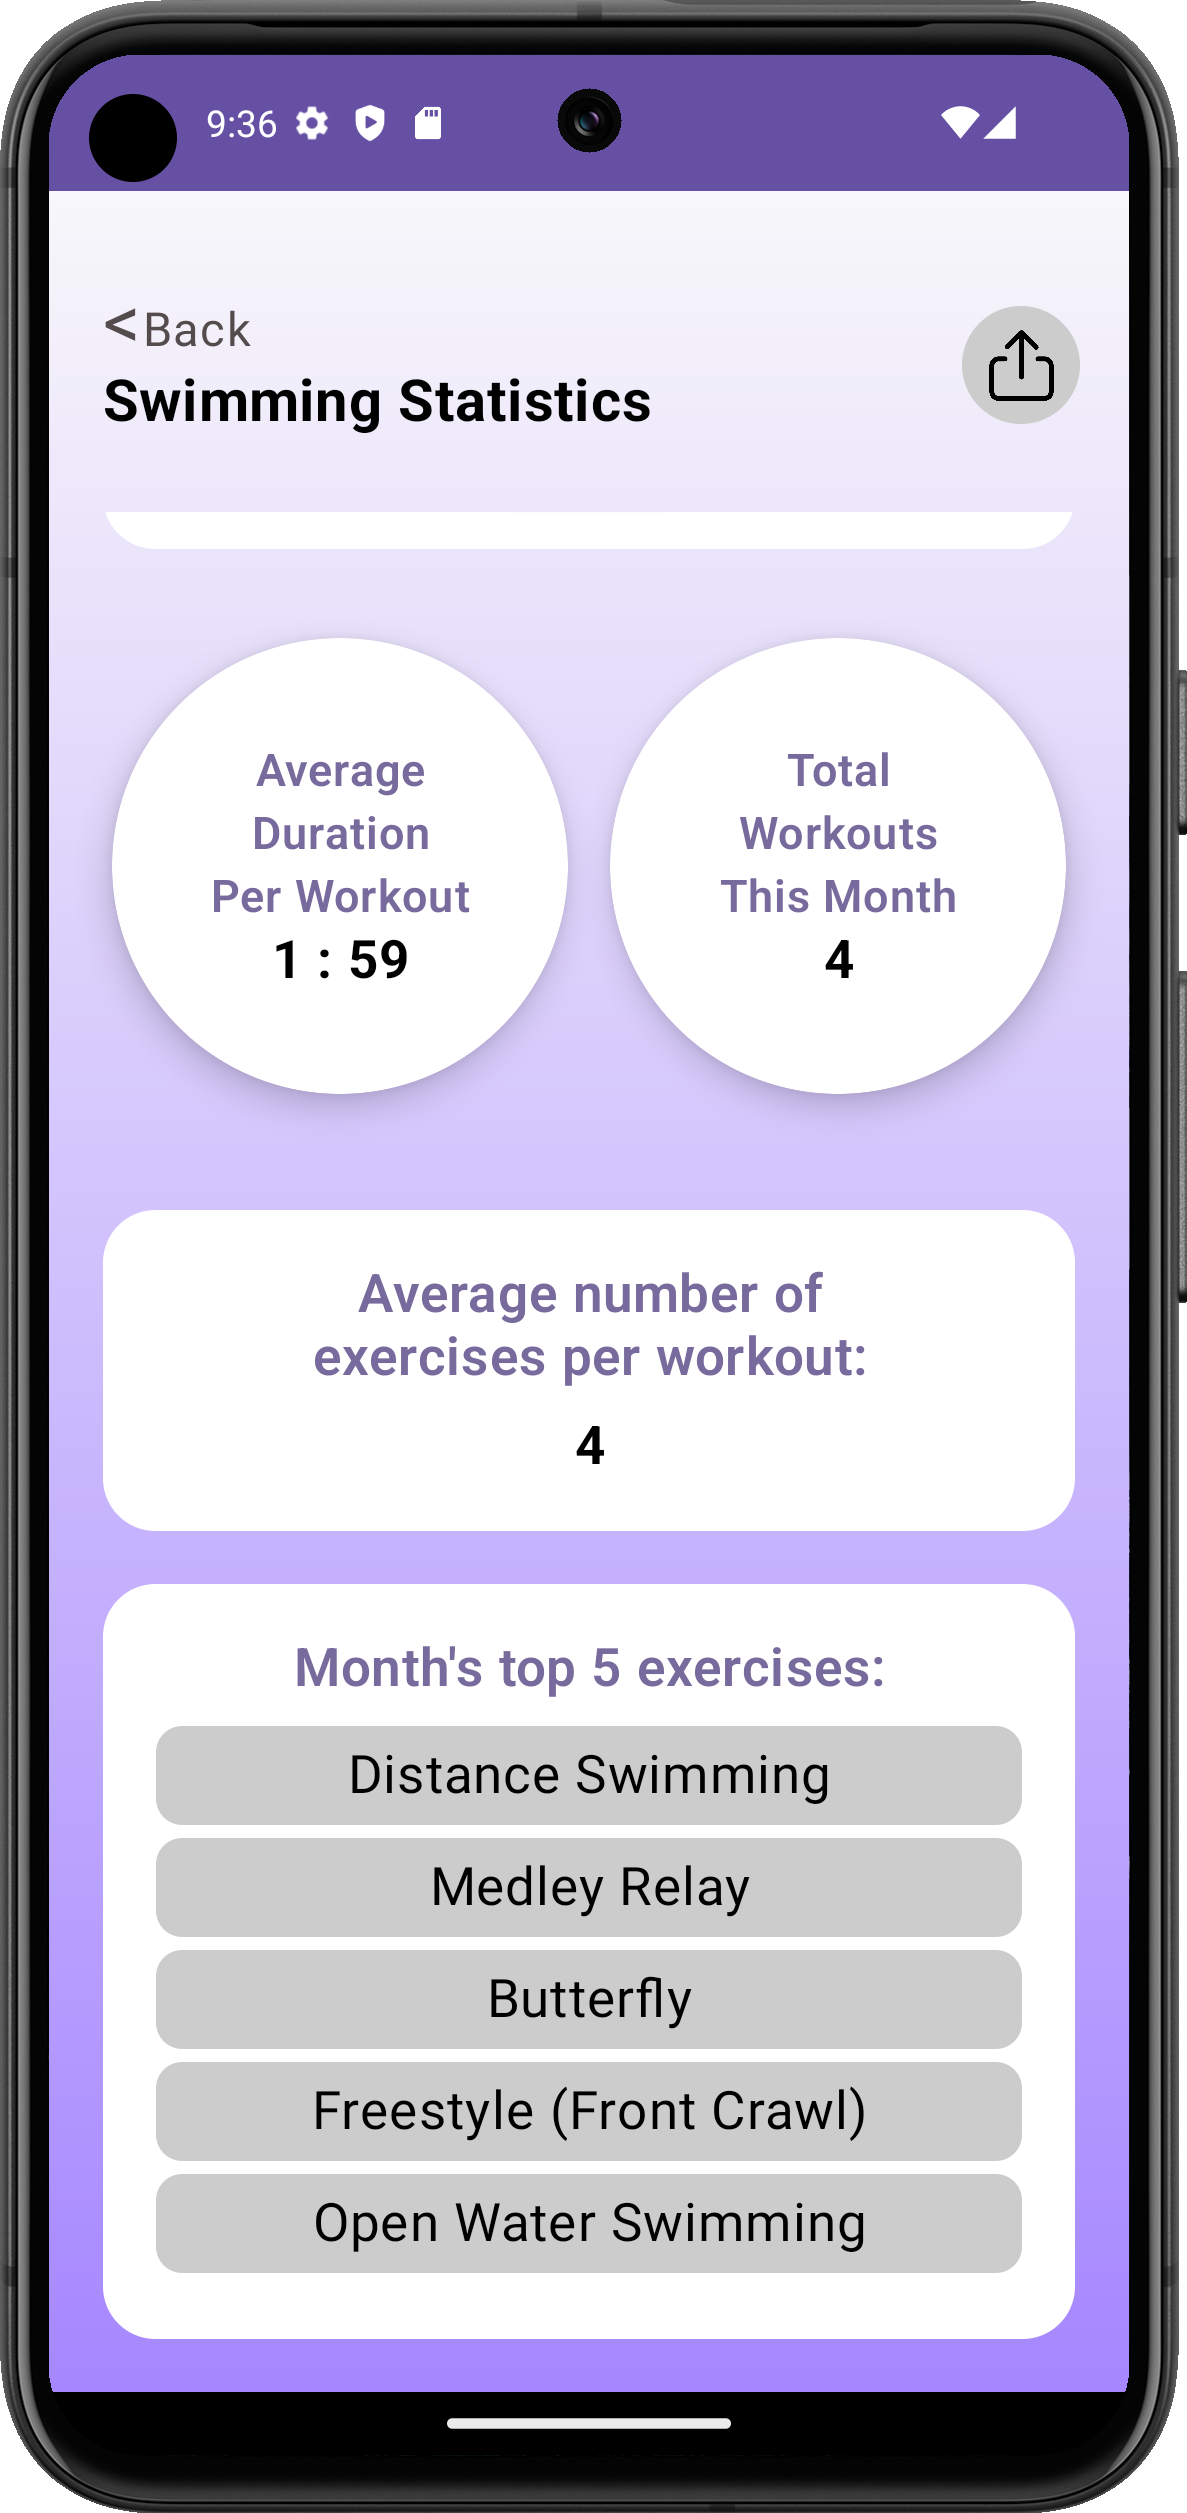 9:36
<Back
Swimming Statistics
Average
Duration
Per Workout
1 : 59
Total
Workouts
This Month
4
Average number of
exercises per workout:
4
Month's top 5 exercises:
Distance Swimming
Medley Relay
Butterfly
Freestyle (Front Crawl)
Open Water Swimming